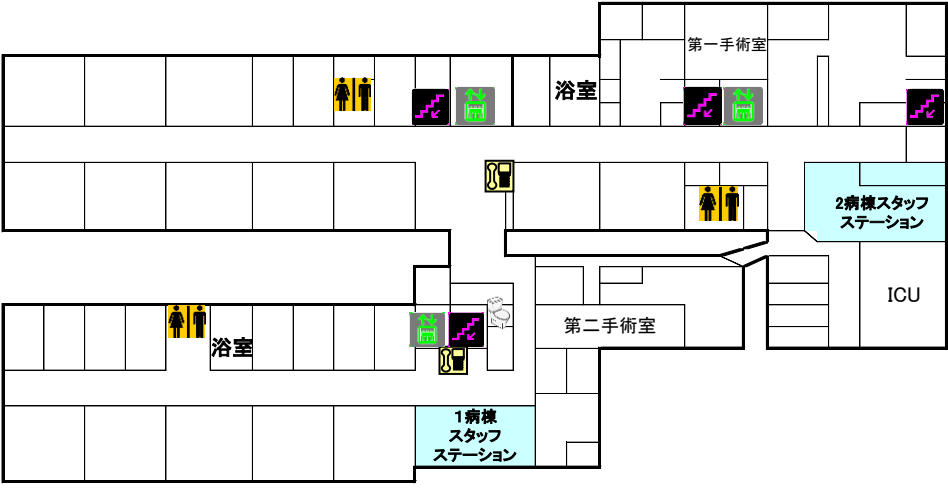 第一手術室
浴室
2病棟スタッフ
ステーション
ICU
第二手術室
浴室
１病棟
スタッフ
ステーション